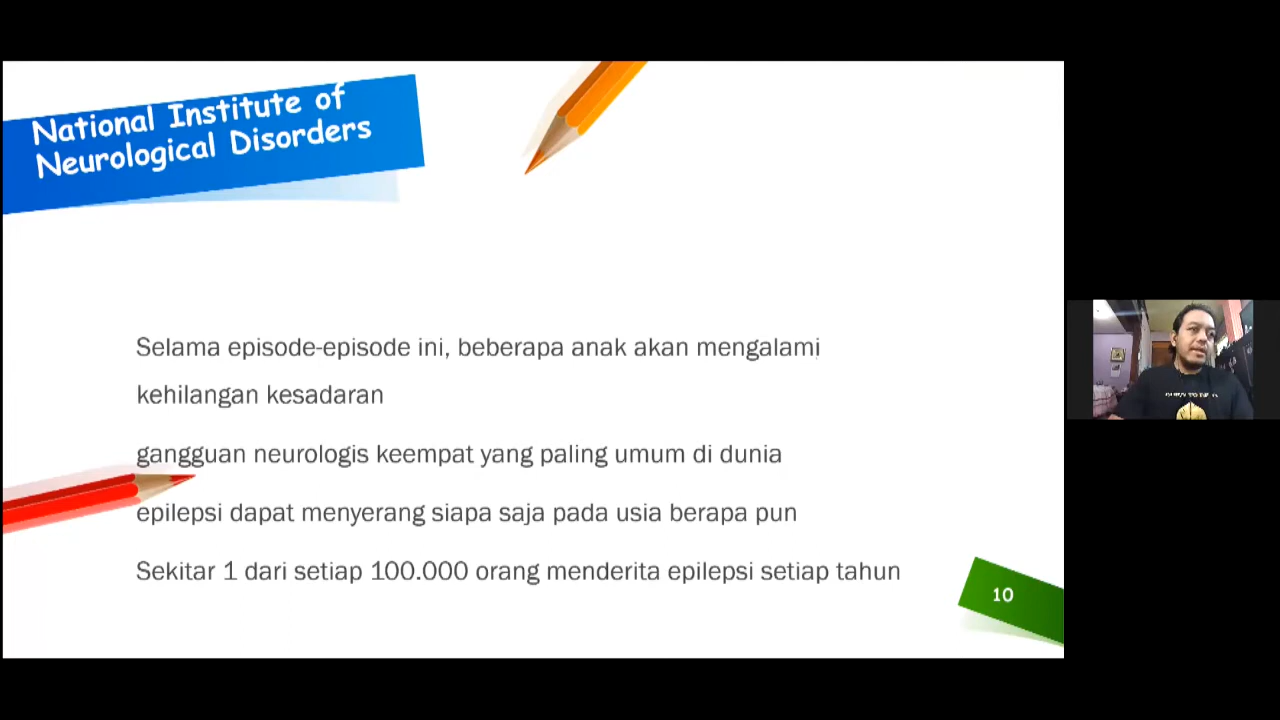 National Institute of
Neurological Disorders
Selama episode-episode ini, beberapa anak akan mengalami
kehilangan kesadaran
gangguan neurologis keempat yang paling umum di dunia
epilepsi dapat menyerang siapa saja pada usia berapa pun
Sekitar 1 dari setiap 100.000 orang menderita epilepsi setiap tahun
10